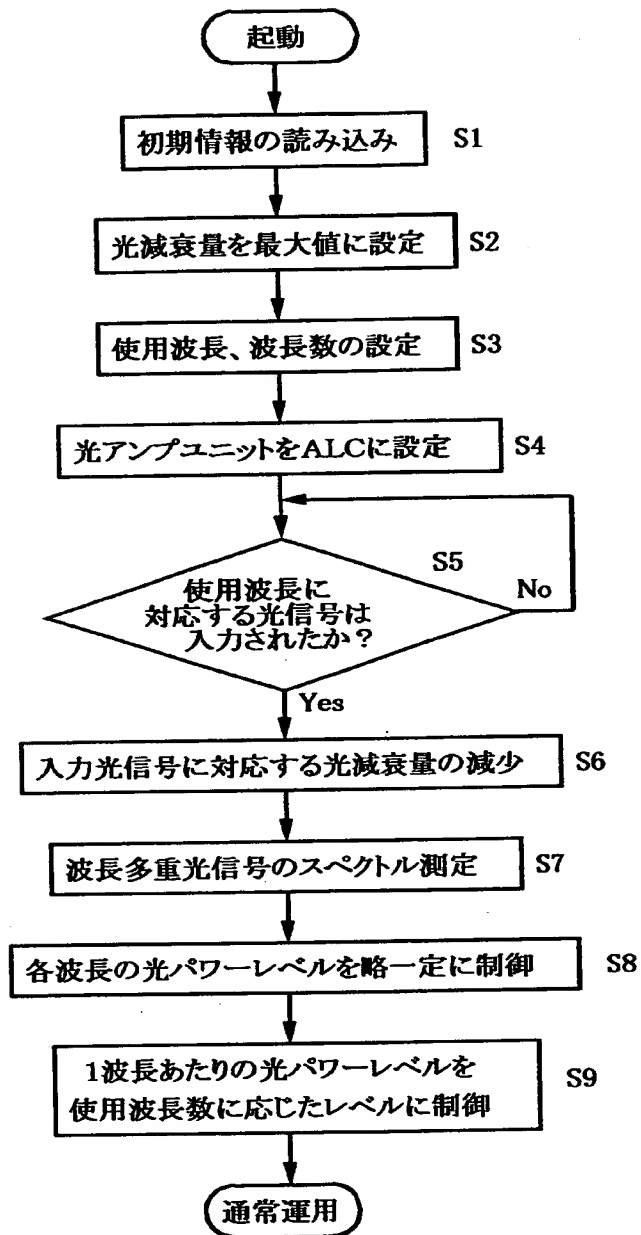 起動
初期情報の読み込み S1
光減衰量を最大値に設定 S2
使用波長、波長数の設定 S3
光アンプユニットをALCに設定 S4
S5
使用波長に
対応する光信号は
入力されたか?
No
Yes
入力光信号に対応する光減衰量の減少 S6
波長多重光信号のスペクトル測定 S7
各波長の光パワーレベルを略一定に制御 S8
1波長あたりの光パワーレベルを
使用波長数に応じたレベルに制御
S9
通常運用